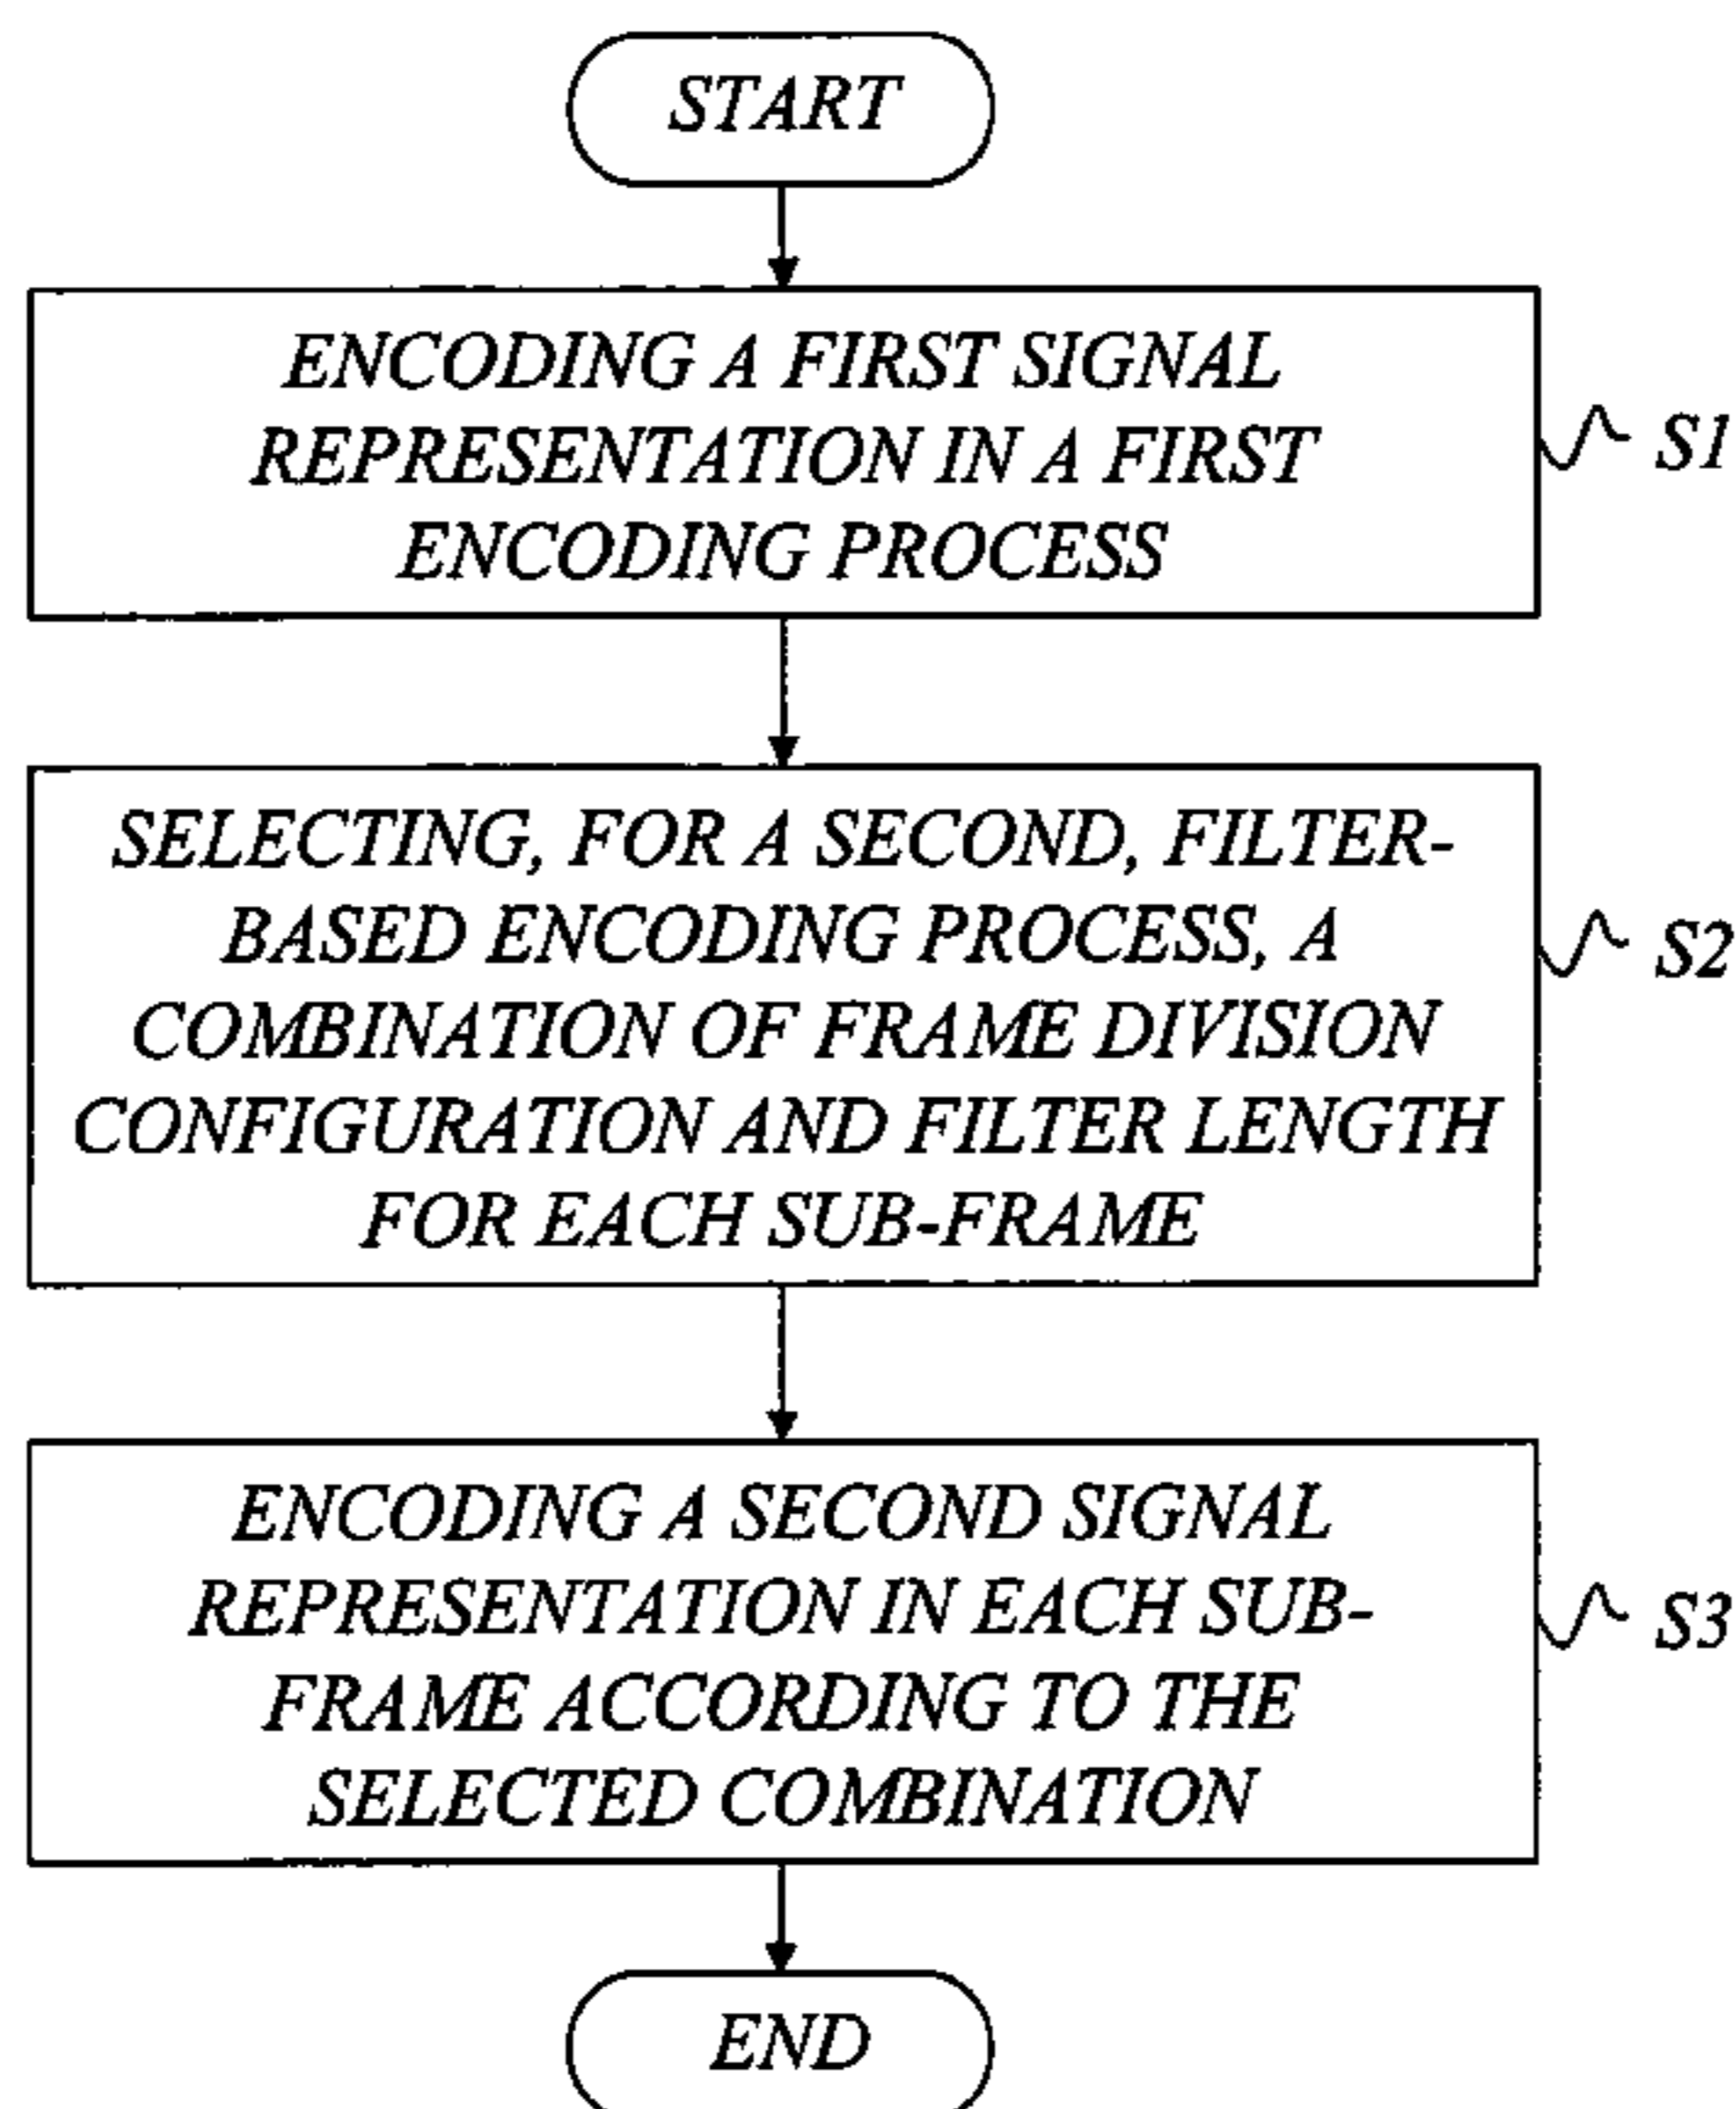 START
ENCODING A FIRST SIGNAL
REPRESENTATION IN A FIRST
ENCODING PROCESS
S1
SELECTING, FOR A SECOND, FILTER-
BASED ENCODING PROCESS, A
COMBINATION OF FRAME DIVISION
CONFIGURATION AND FILTER LENGTH
FOR EACH SUB-FRAME
S2
ENCODING A SECOND SIGNAL
REPRESENTATION IN EACH SUB-
FRAME ACCORDING TO THE
SELECTED COMBINATION
S3
END